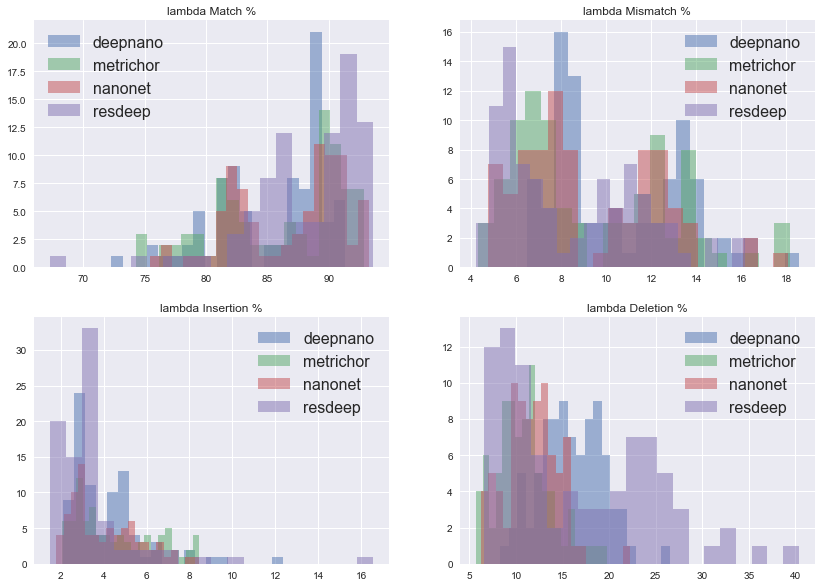 lambda Match %
20.0
17.5
15.0
12.5
10.0
7.5
5.0
2.5
0.0
70 75 80 85 90
deepnano
metrichor
nanonet
resdeep
lambda Mismatch %
16
14
12
10
8
6
4
2
0
4 6 8 10 12 14 16 18
deepnano
metrichor
nanonet
resdeep
lambda Insertion %
30
25
20
15
10
5
0
2 4 6 8 10 12 14 16
deepnano
metrichor
nanonet
resdeep
lambda Deletion %
12
10
8
6
4
2
0
5 10 15 20 25 30 35 40
deepnano
metrichor
nanonet
resdeep